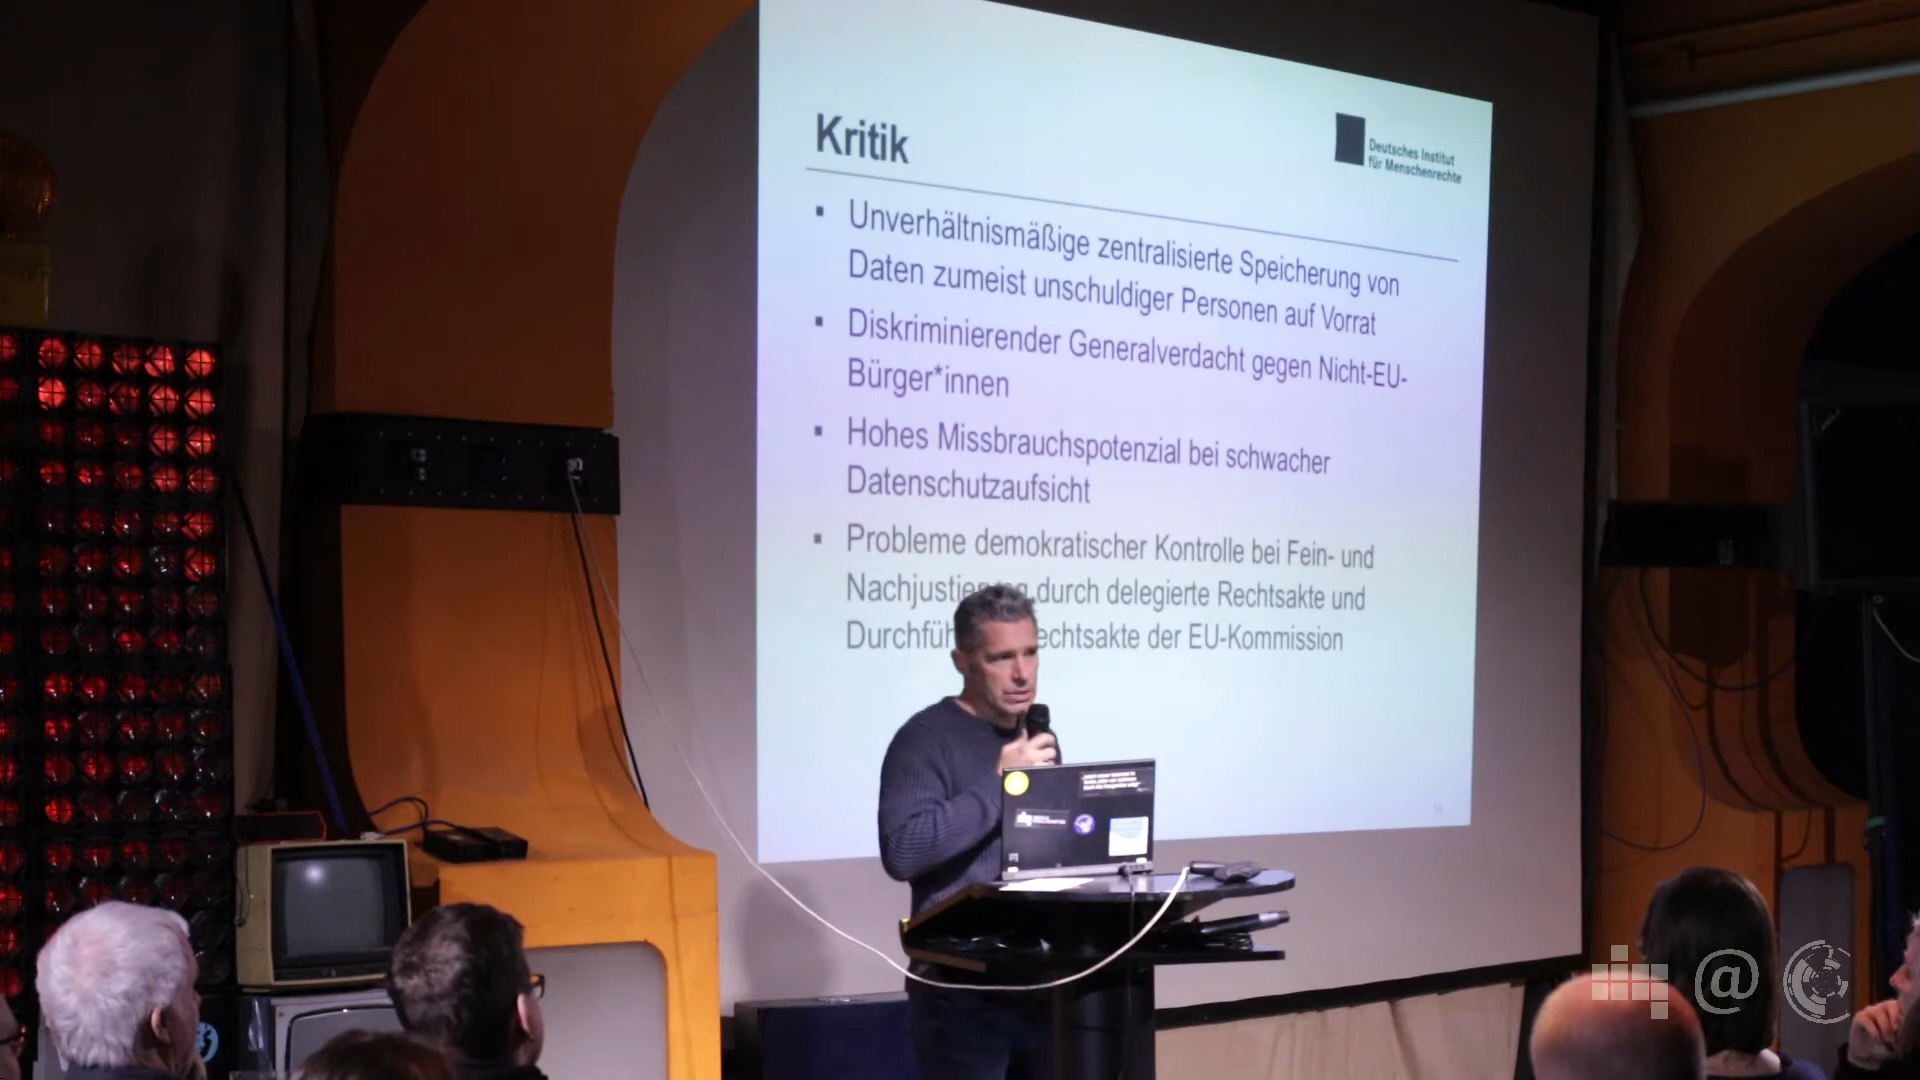 Kritik
Deutsches Institut
für Menschenrechte
▪ Unverhältnismäßige zentralisierte Speicherung von
Daten zumeist unschuldiger Personen auf Vorrat
▪ Diskriminierender Generalverdacht gegen Nicht-EU-
Bürger*innen
▪ Hohes Missbrauchspotenzial bei schwacher
Datenschutzaufsicht
▪ Probleme demokratischer Kontrolle bei Fein- und
durch delegierte Rechtsakte und
der EU-Kommission
@